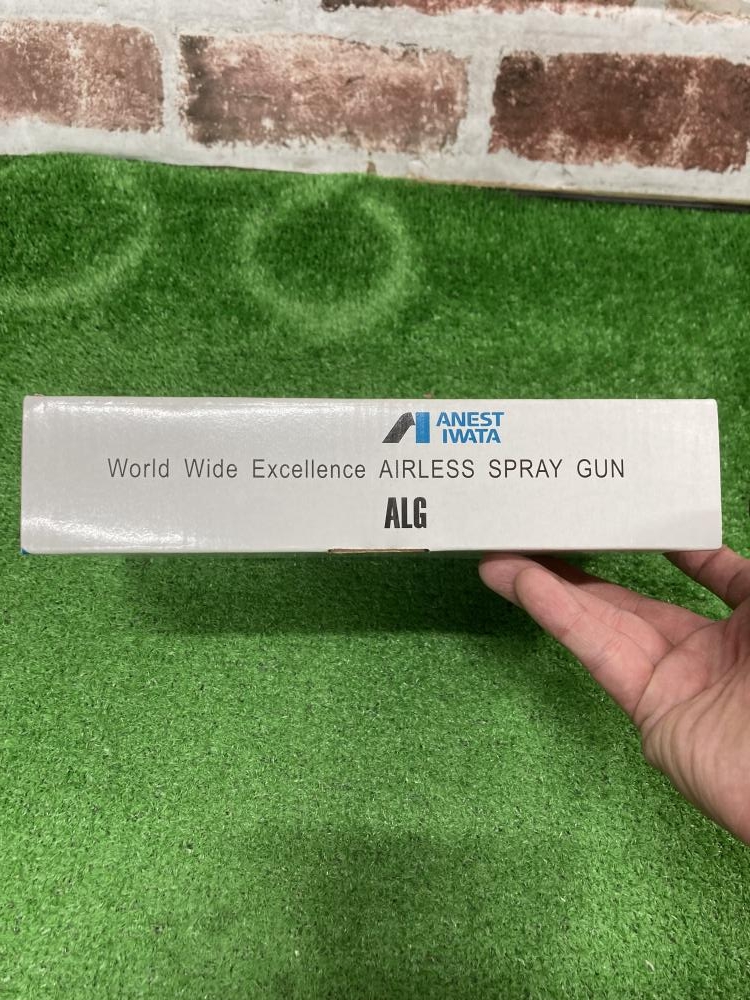 ANEST
IWATA
World Wide Excellence AIRLESS SPRAY GUN
ALG